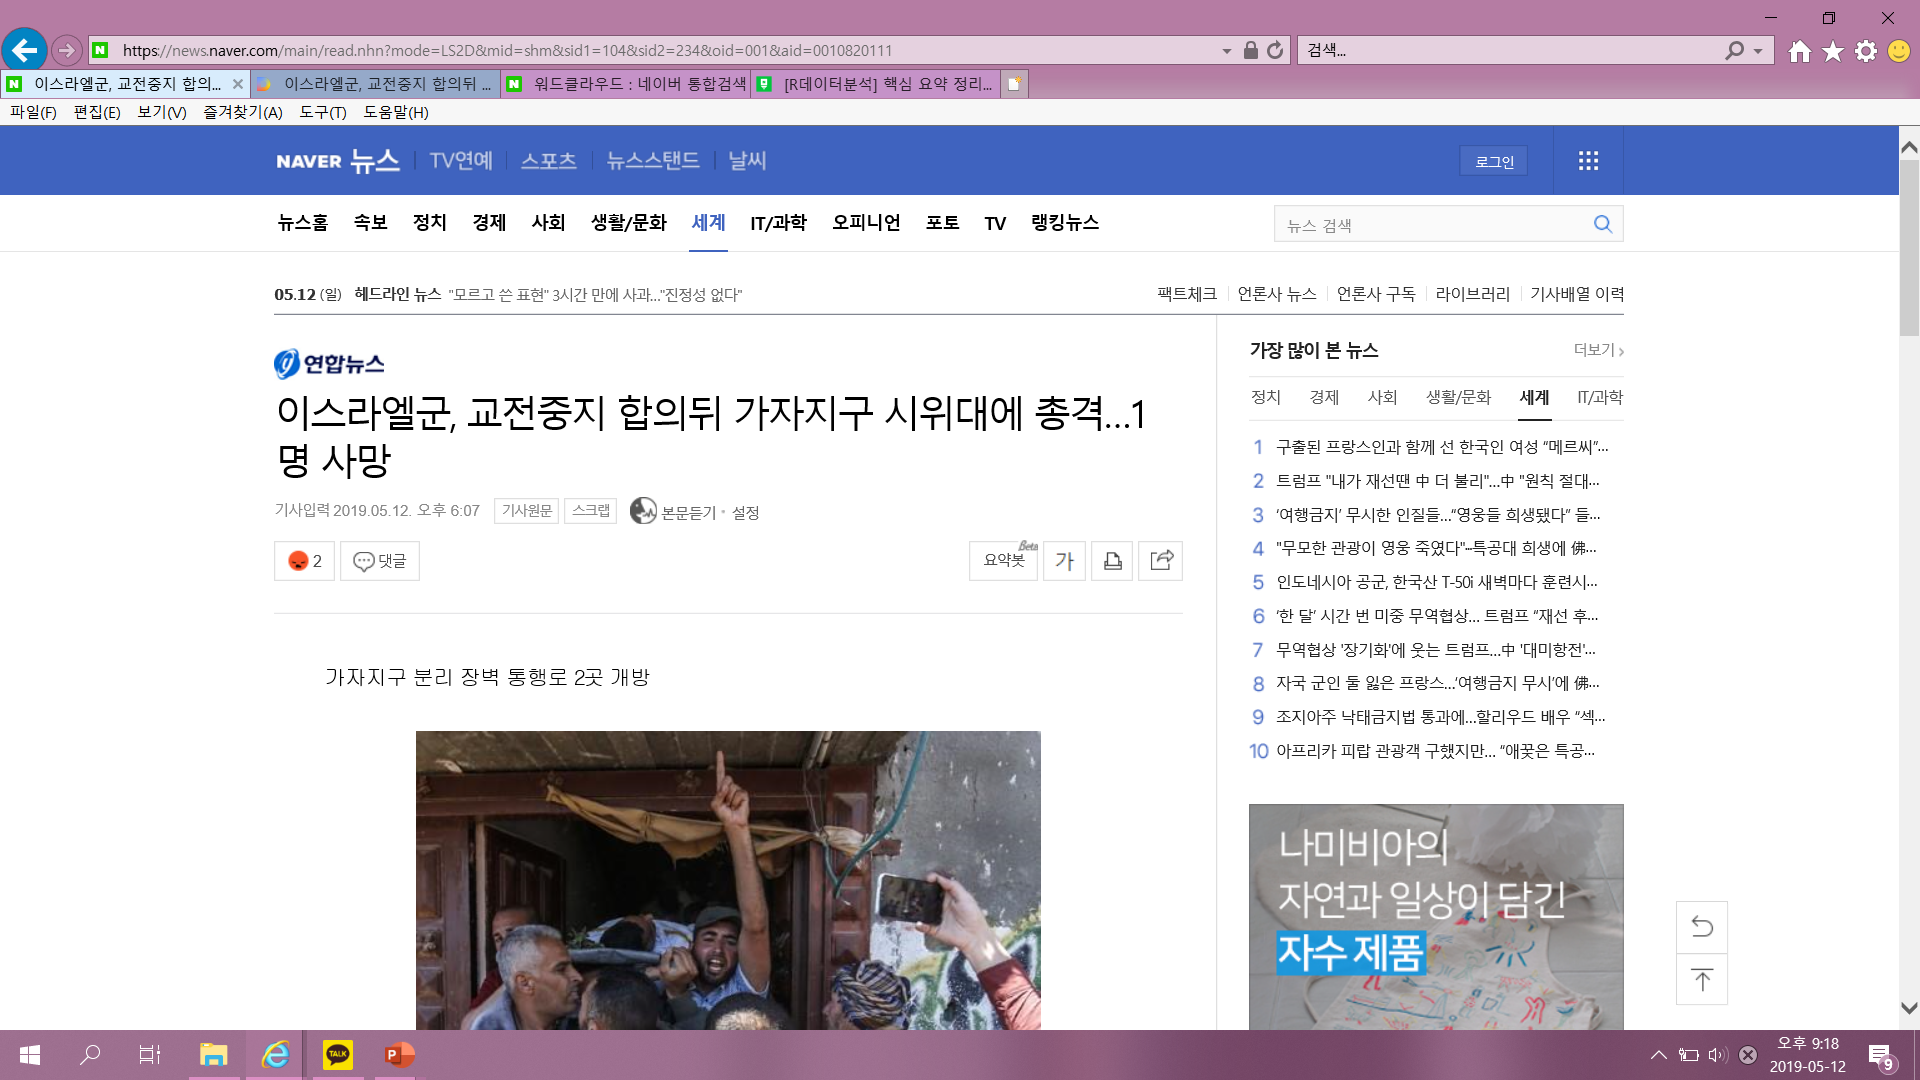 https://news.naver.com/main/read.nhn?mode=LS2D&mid=shm&sid1=104&sid2=234&oid=001&aid=0010820111
검색...
이스라엘군, 교전중지 합의...
이스라엘군, 교전중지 합의뒤 ...
워드클라우드 : 네이버 통합검색
[R데이터분석] 핵심 요약 정리...
파일(F) 편집(E) 보기(V) 즐겨찾기(A) 도구(T) 도움말(H)
NAVER 뉴스 TV연예 스포츠 뉴스스탠드 날씨
로그인
뉴스홈 속보 정치 경제 사회 생활/문화 세계 IT/과학 오피니언 포토 TV 랭킹뉴스
뉴스 검색
05.12 (일) 헤드라인 뉴스 "모르고 쓴 표현" 3시간 만에 사과..."진정성 없다"
팩트체크 언론사 뉴스 언론사 구독 라이브러리 기사배열 이력
연합뉴스
이스라엘군, 교전중지 합의뒤 가자지구 시위대에 총격...1
명 사망
기사입력 2019.05.12. 오후 6:07 기사원문 스크랩 본문듣기 · 설정
2 댓글
요약봇 Beta 가
가자지구 분리 장벽 통행로 2곳 개방
가장 많이 본 뉴스 더보기
정치 경제 사회 생활/문화 세계 IT/과학
1 구출된 프랑스인과 함께 선 한국인 여성 “메르씨”...
2 트럼프 "내가 재선땐 中 더 불리"...中 "원칙 절대...
3 ‘여행금지’ 무시한 인질들...“영웅들 희생됐다” 들...
4 "무모한 관광이 영웅 죽였다"...특공대 희생에 佛...
5 인도네시아 공군, 한국산 T-50i 새벽마다 훈련시...
6 ‘한 달’ 시간 번 미중 무역협상... 트럼프 “재선 후...
7 무역협상 '장기화'에 웃는 트럼프...中 '대미항전'...
8 자국 군인 둘 잃은 프랑스...‘여행금지 무시’에 佛...
9 조지아주 낙태금지법 통과에...할리우드 배우 “섹...
10 아프리카 피랍 관광객 구했지만... “애꿎은 특공...
나미비아의
자연과 일상이 담긴
자수 제품
TALK
오후 9:18
2019-05-12
9